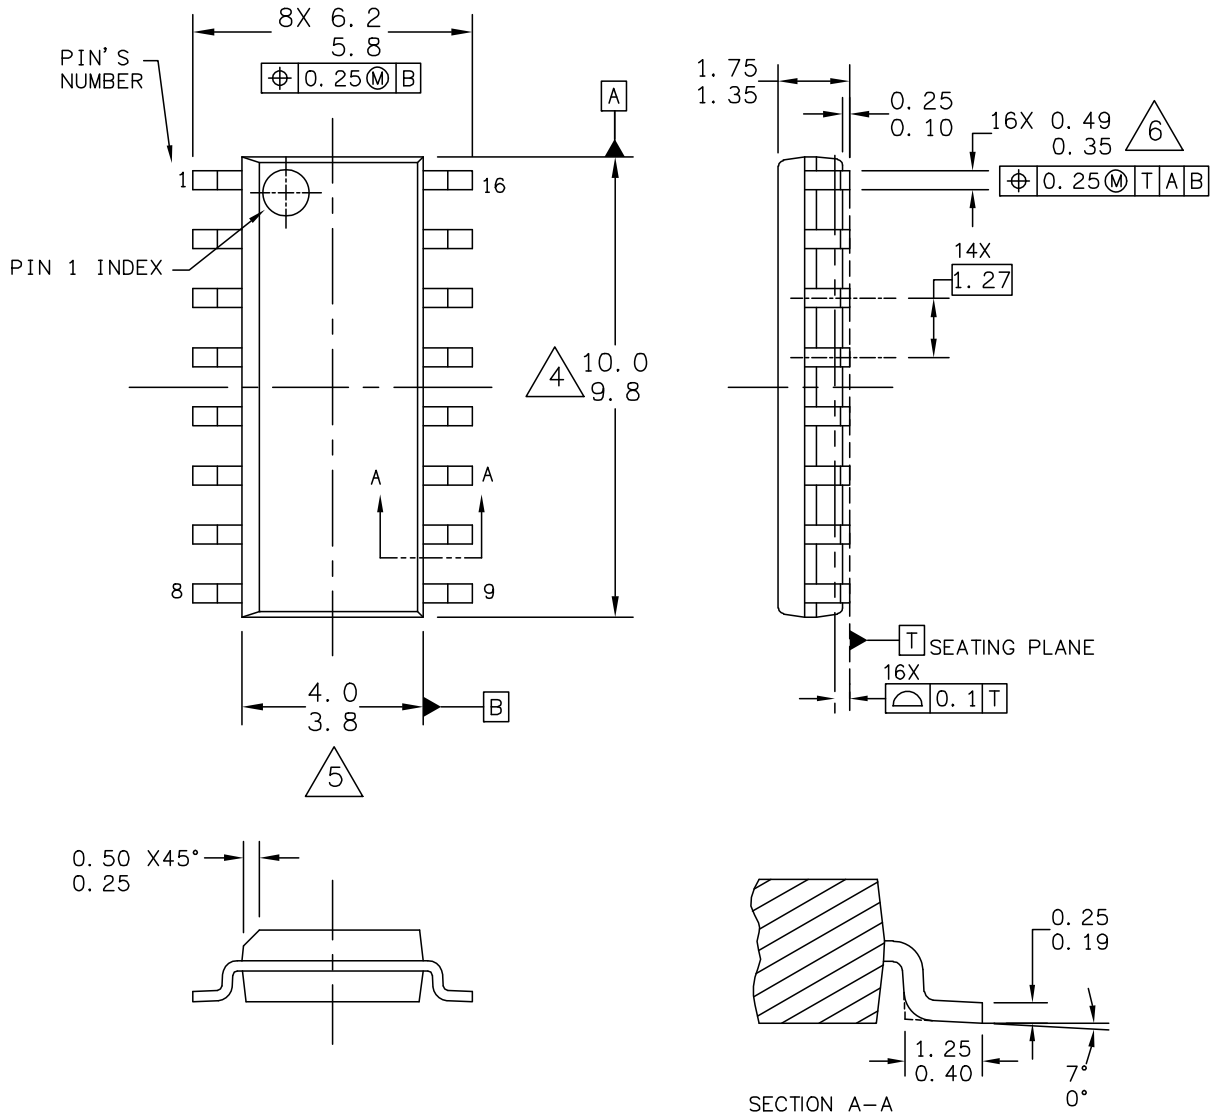 8X 6.2
5.8
⌖ 0.25Ⓜ B
PIN'S
NUMBER
1
16
PIN 1 INDEX
A
4
10.0
9.8
A
A
8
9
4.0
3.8
B
5
1.75
1.35
0.25
0.10
16X 0.49
0.35
6
⌖ 0.25Ⓜ T A B
14X
1.27
T SEATING PLANE
16X
⌓ 0.1 T
0.50 X45°
0.25
0.25
0.19
1.25
0.40
7°
0°
SECTION A-A